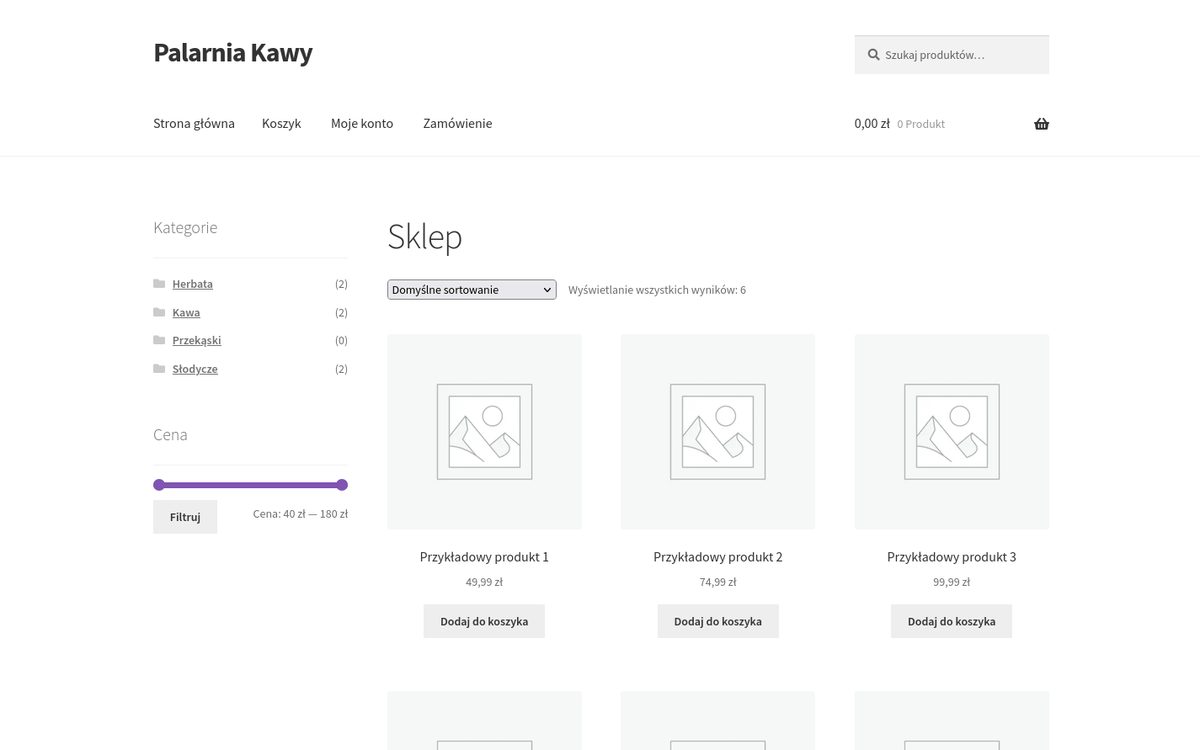 Palarnia Kawy
Szukaj produktów…
Strona główna Koszyk Moje konto Zamówienie
0,00 zł 0 Produkt
Kategorie
Herbata (2)
Kawa (2)
Przekąski (0)
Słodycze (2)
Cena
Filtruj
Cena: 40 zł — 180 zł
Sklep
Domyślne sortowanie
Wyświetlanie wszystkich wyników: 6
Przykładowy produkt 1
49,99 zł
Dodaj do koszyka
Przykładowy produkt 2
74,99 zł
Dodaj do koszyka
Przykładowy produkt 3
99,99 zł
Dodaj do koszyka